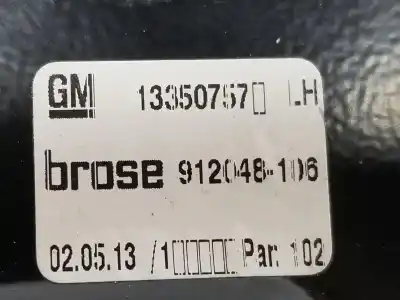 GM 13350757 LH
brose 912048-106
02.05.13 /1 Par: 102